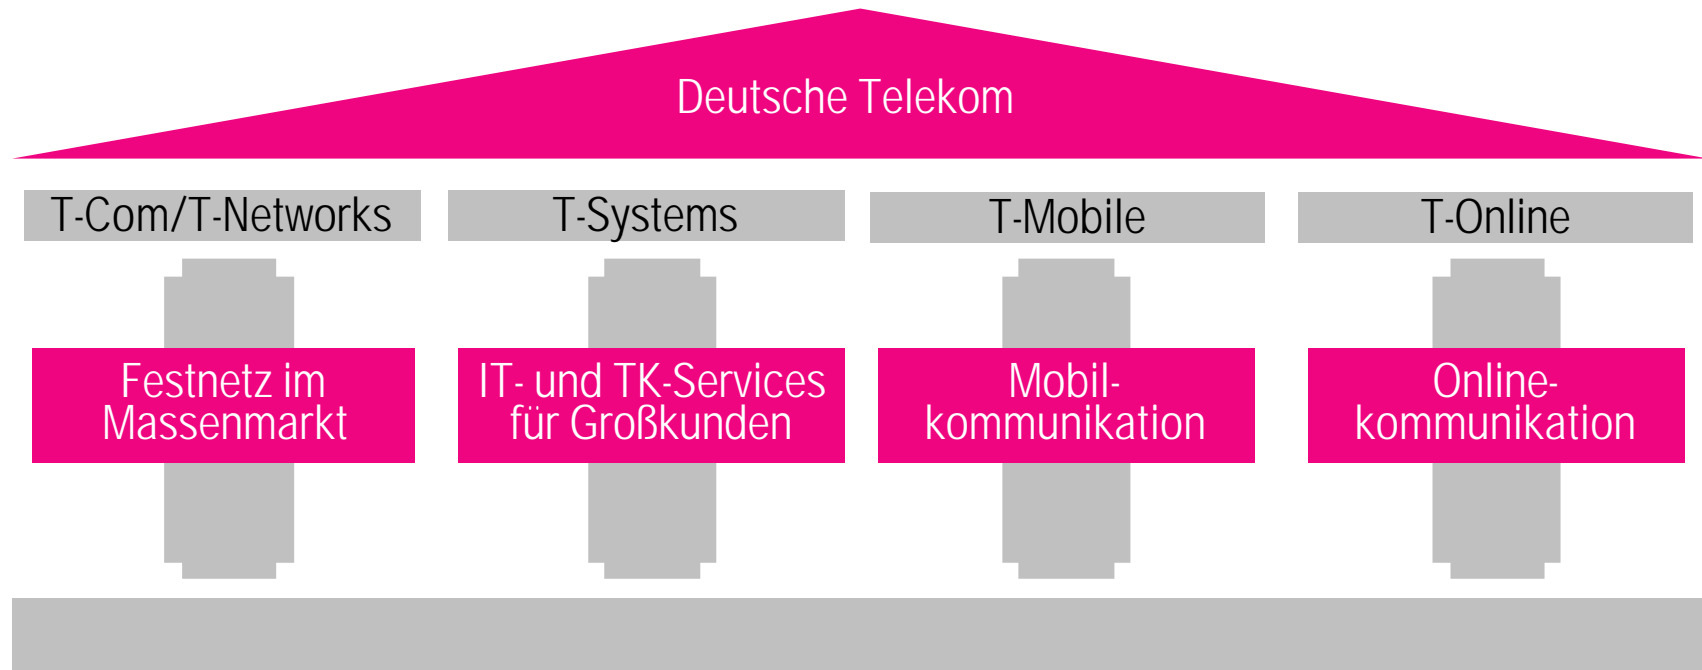 Deutsche Telekom
T-Com/T-Networks
T-Systems
T-Mobile
T-Online
Festnetz im
Massenmarkt
IT- und TK-Services
für Großkunden
Mobil-
kommunikation
Online-
kommunikation